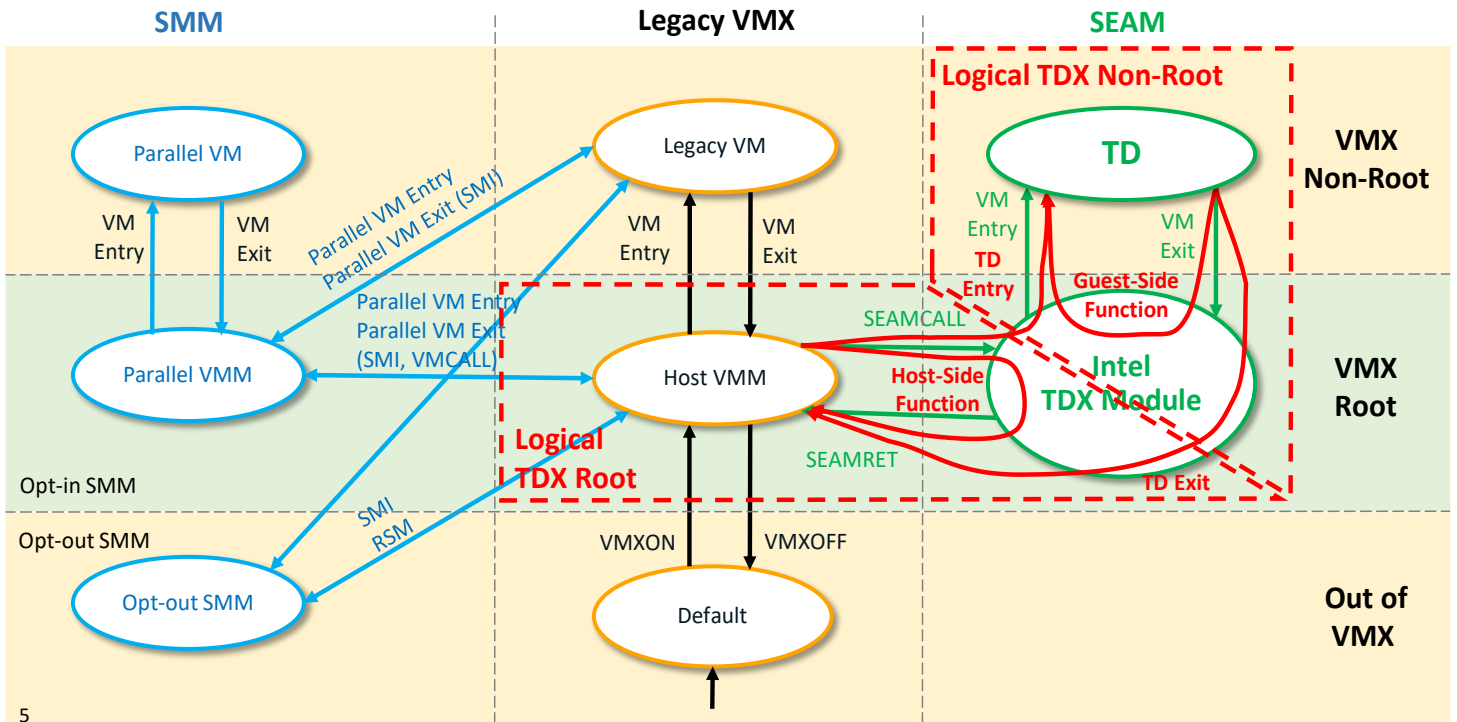 SMM
Legacy VMX
SEAM
Logical TDX Non-Root
Parallel VM
Legacy VM
TD
VMX
Non-Root
VM
Entry
VM
Exit
Parallel VM Entry
Parallel VM Exit (SMI)
VM
Entry
VM
Exit
VM
Entry
TD
Entry
VM
Exit
Guest-Side
Function
Parallel VM Entry
Parallel VM Exit
(SMI, VMCALL)
SEAMCALL
Parallel VMM
Host VMM
Host-Side
Function
Intel
TDX Module
VMX
Root
Logical
TDX Root
SEAMRET
TD Exit
Opt-in SMM
Opt-out SMM
SMI
RSM
VMXON
VMXOFF
Opt-out SMM
Default
Out of
VMX
5